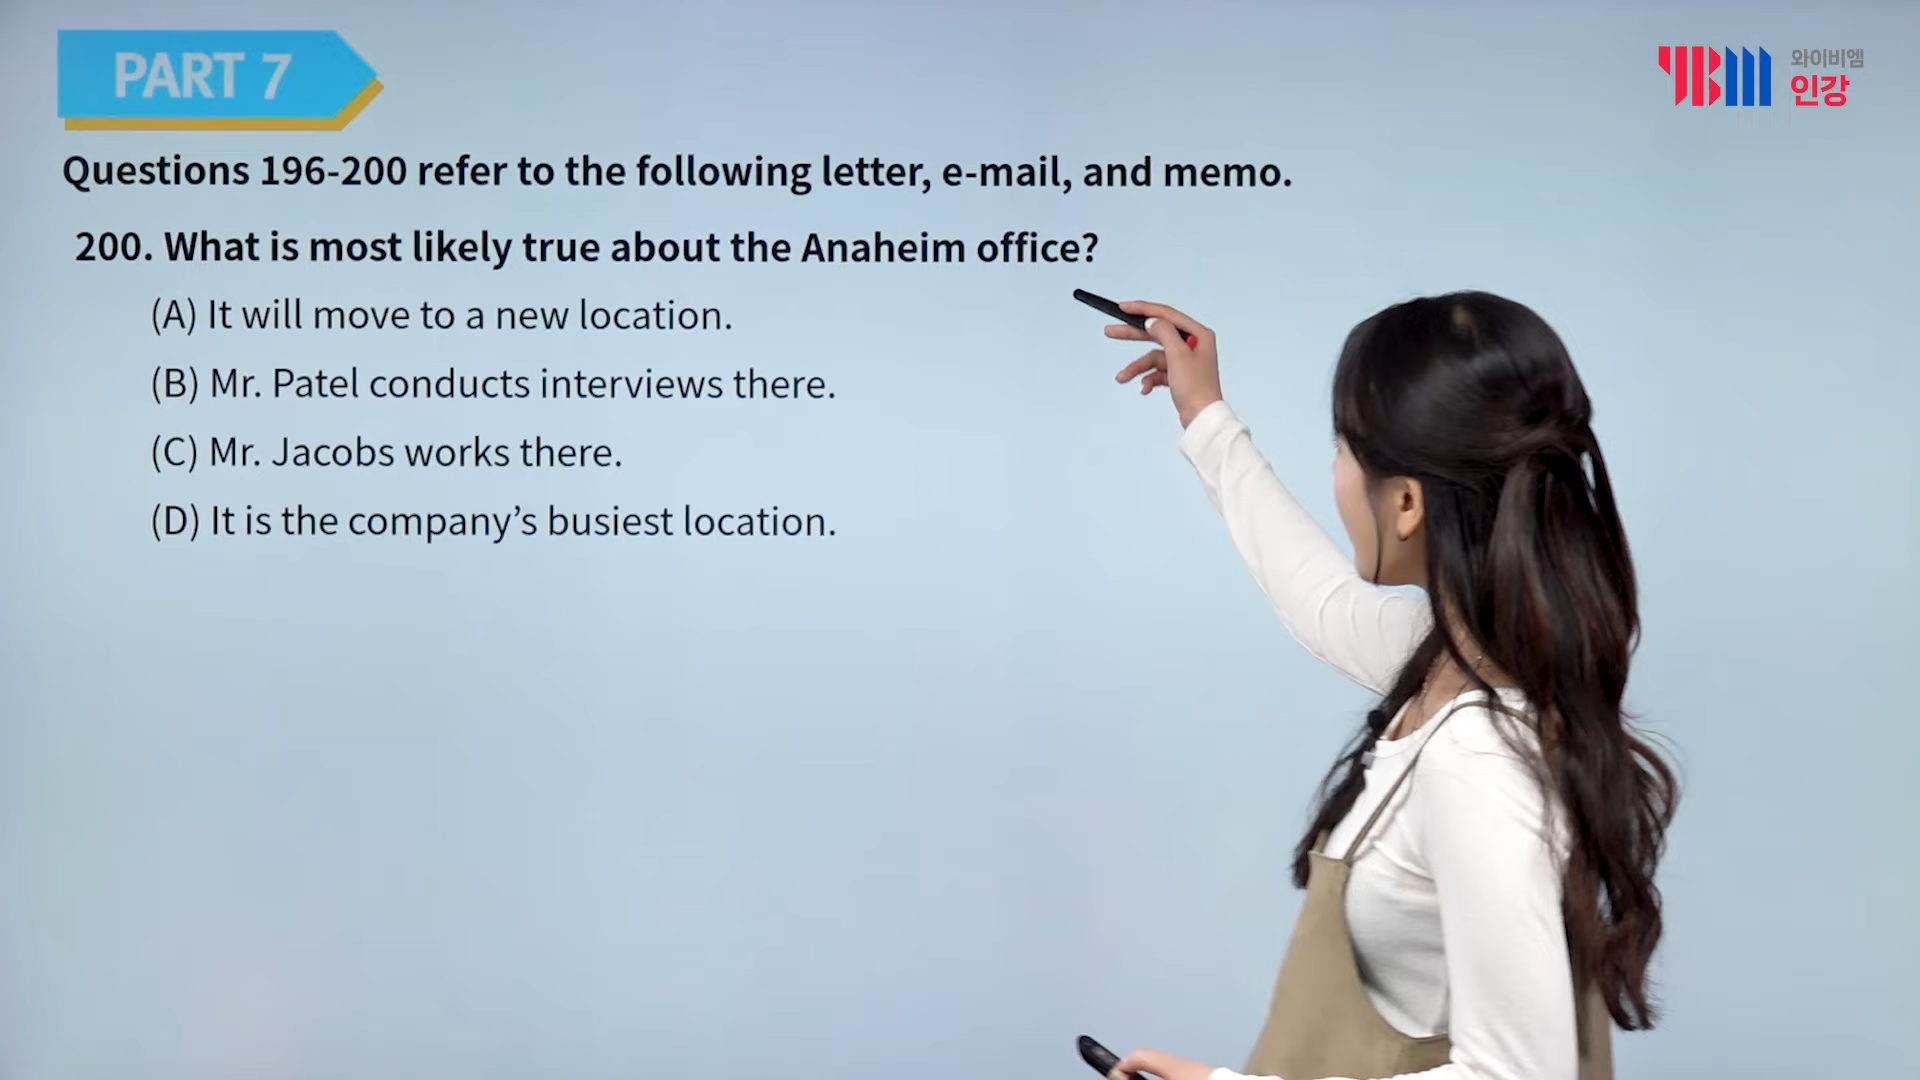 PART 7
YBM 와이비엠
인강
Questions 196-200 refer to the following letter, e-mail, and memo.
200. What is most likely true about the Anaheim office?
(A) It will move to a new location.
(B) Mr. Patel conducts interviews there.
(C) Mr. Jacobs works there.
(D) It is the company’s busiest location.